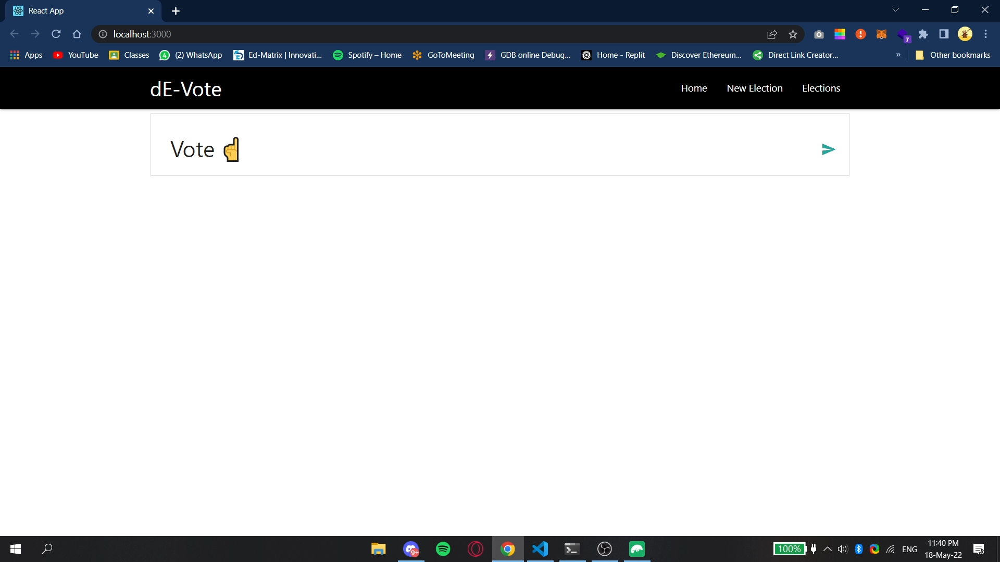 React App
localhost:3000
7
Apps YouTube Classes (2) WhatsApp Ed-Matrix | Innovati... Spotify – Home GoToMeeting GDB online Debug... Home - Replit Discover Ethereum... Direct Link Creator... » Other bookmarks
dE-Vote Home New Election Elections
Vote ☝
9+
100% ENG 11:40 PM
18-May-22